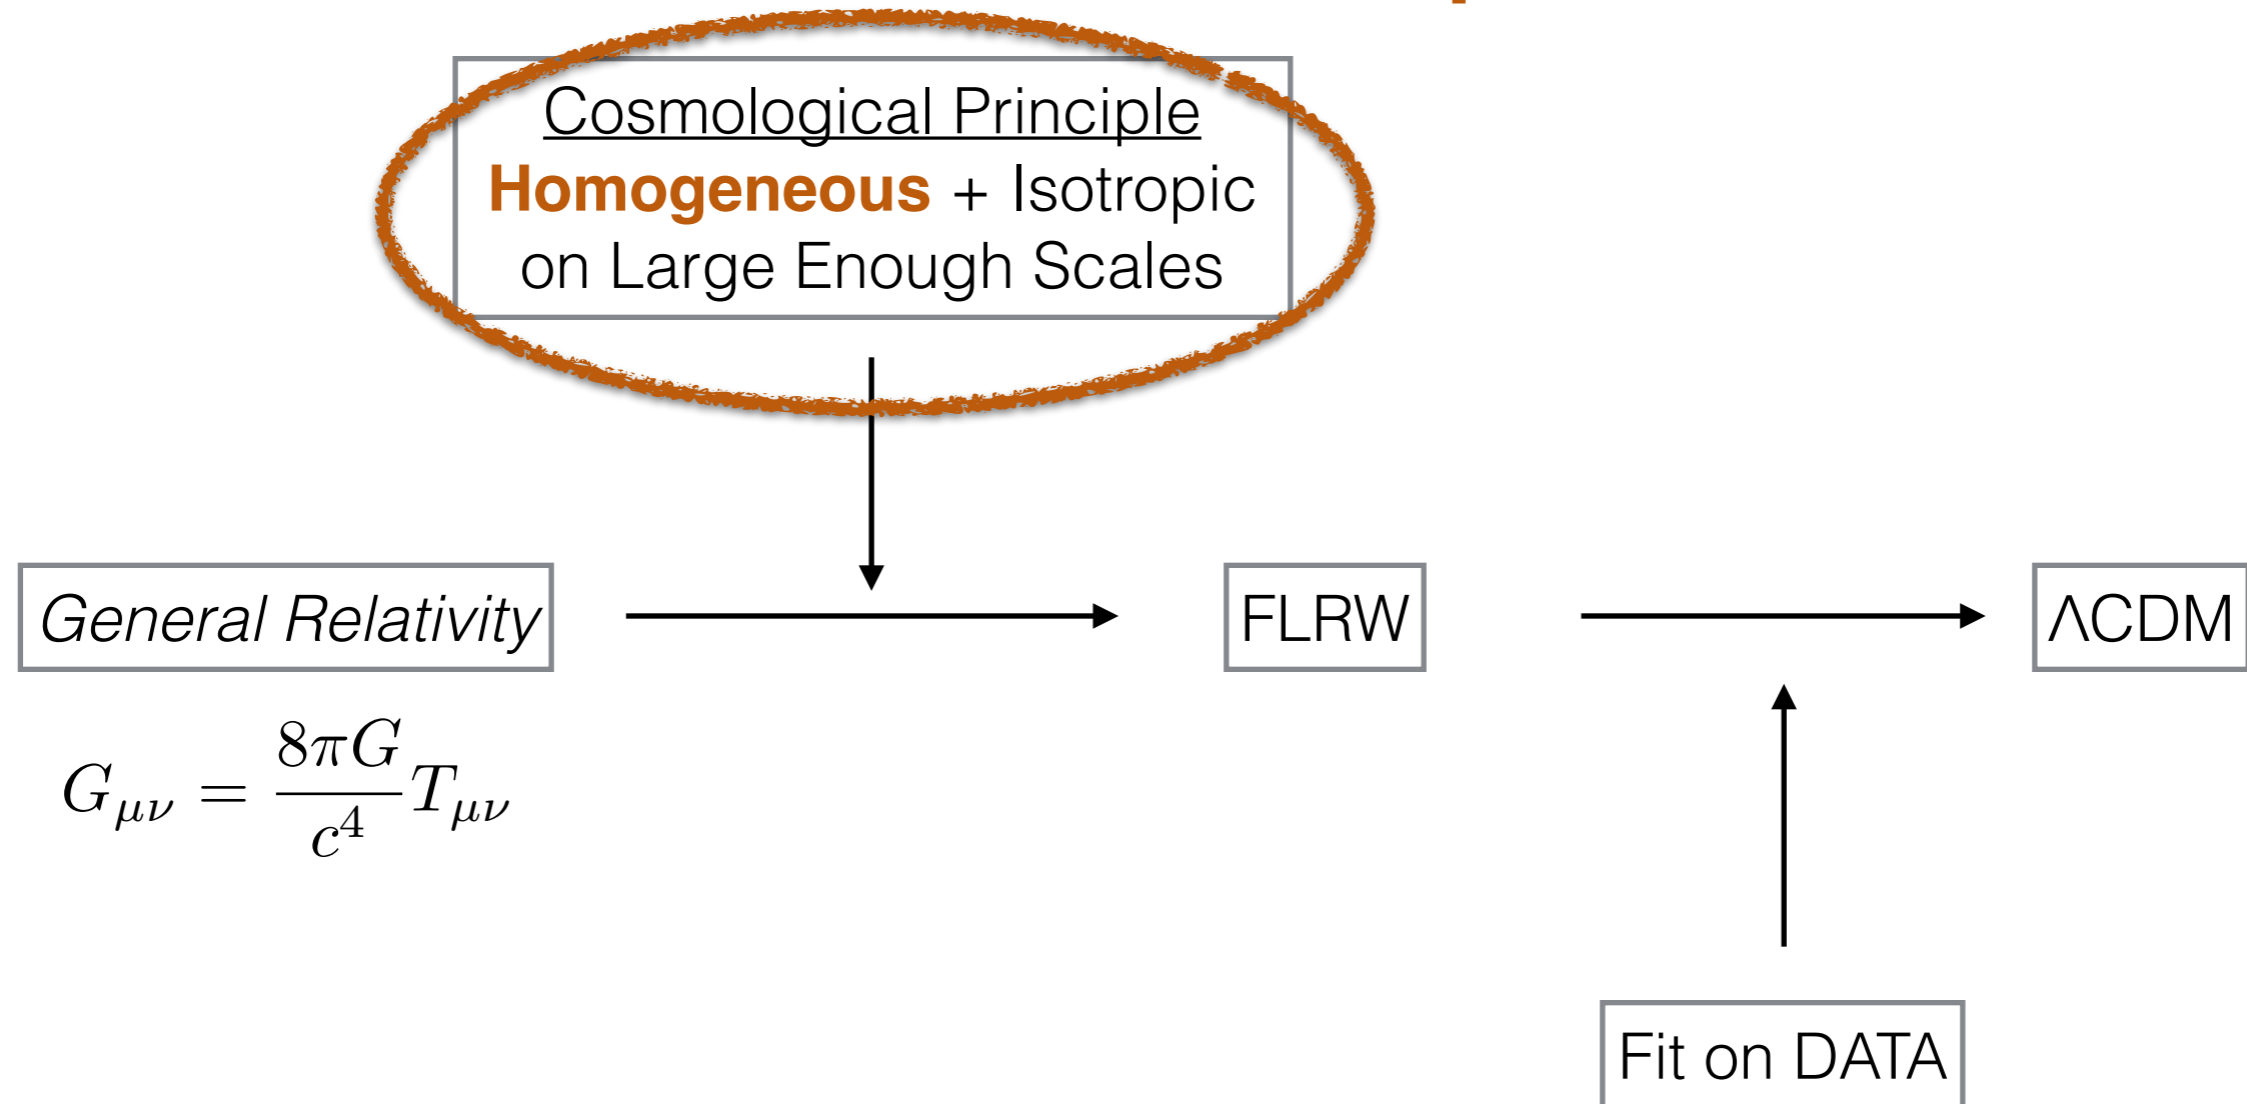 Cosmological Principle
Homogeneous + Isotropic
on Large Enough Scales
General Relativity
FLRW
ΛCDM
G_{μν} = \frac{8πG}{c^4} T_{μν}
Fit on DATA